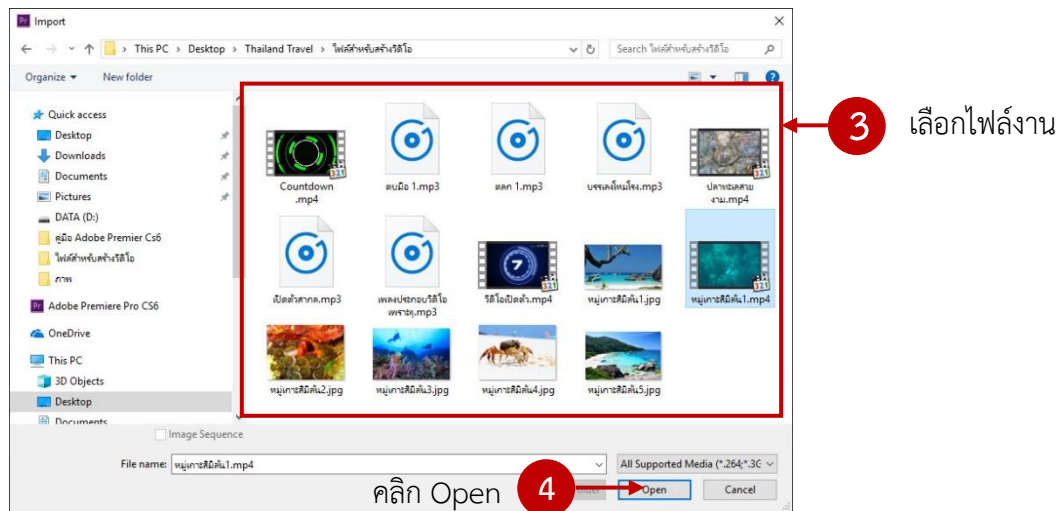 Import
This PC > Desktop > Thailand Travel > ไฟล์สำหรับสร้างวิดีโอ
Search ไฟล์สำหรับสร้างวิดีโอ
Organize
New folder
Quick access
Desktop
Downloads
Documents
Pictures
DATA (D:)
คู่มือ Adobe Premier Cs6
ไฟล์สำหรับสร้างวิดีโอ
ภาพ
Adobe Premiere Pro CS6
OneDrive
This PC
3D Objects
Desktop
Documents
Countdown
.mp4
ตบมือ 1.mp3
ตลก 1.mp3
บรรเลงโหมโรง.mp3
ปลาทะเลสวย
งาม.mp4
เปิดตัวสากล.mp3
เพลงประกอบวิดีโอ
เพราะๆ.mp3
วิดีโอเปิดตัว.mp4
หมู่เกาะสิมิลัน1.jpg
หมู่เกาะสิมิลัน1.mp4
หมู่เกาะสิมิลัน2.jpg
หมู่เกาะสิมิลัน3.jpg
หมู่เกาะสิมิลัน4.jpg
หมู่เกาะสิมิลัน5.jpg
3 เลือกไฟล์งาน
Image Sequence
File name: หมู่เกาะสิมิลัน1.mp4
All Supported Media (*.264;*.3G
คลิก Open 4
Open
Cancel